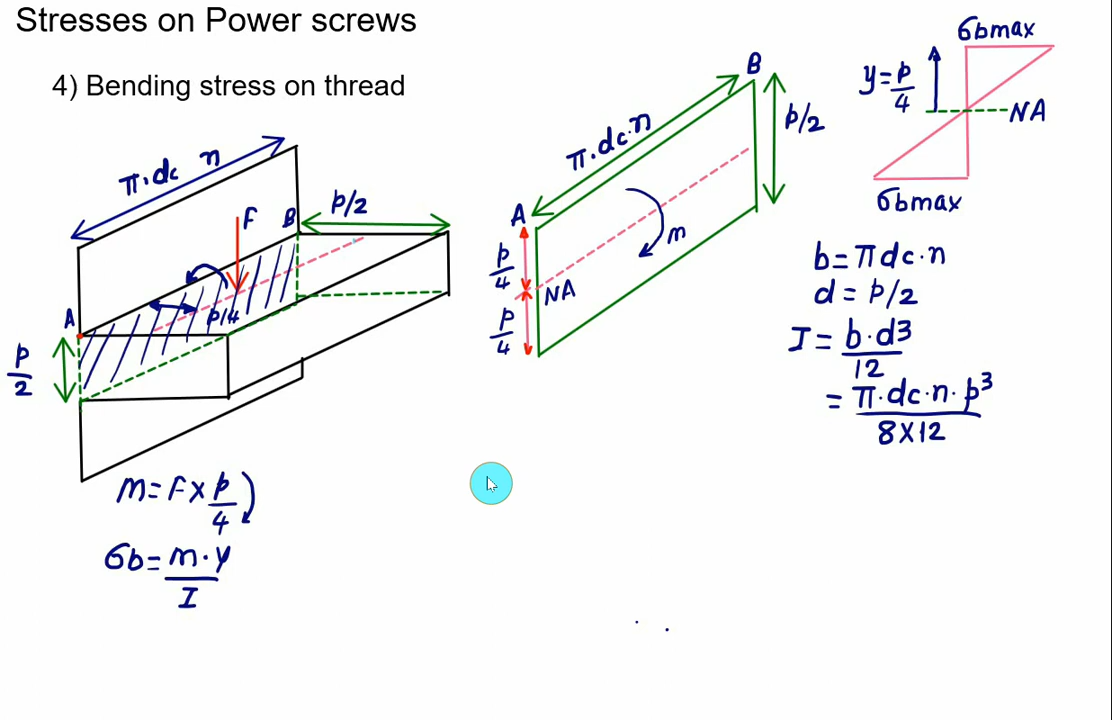 Stresses on Power screws
4) Bending stress on thread
π·dc n
F
B
p/2
A
p/4
p
2
m = F × p
4
σb = m·y
I
π·dc·n
B
p/2
A
p
4
NA
p
4
m
σbmax
y = p
4
NA
σbmax
b = π dc·n
d = p/2
I = b·d3
12
= π·dc·n·p³
8×12